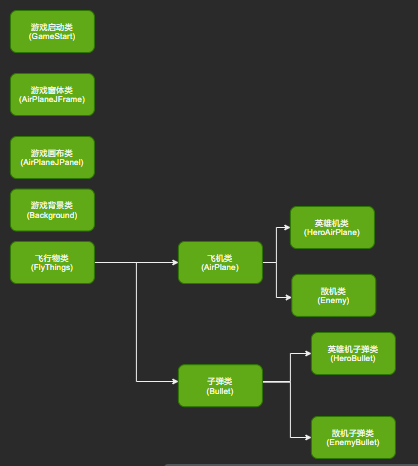 游戏启动类
(GameStart)
游戏窗体类
(AirPlaneJFrame)
游戏画布类
(AirPlaneJPanel)
游戏背景类
(Background)
飞行物类
(FlyThings)
飞机类
(AirPlane)
英雄机类
(HeroAirPlane)
敌机类
(Enemy)
子弹类
(Bullet)
英雄机子弹类
(HeroBullet)
敌机子弹类
(EnemyBullet)